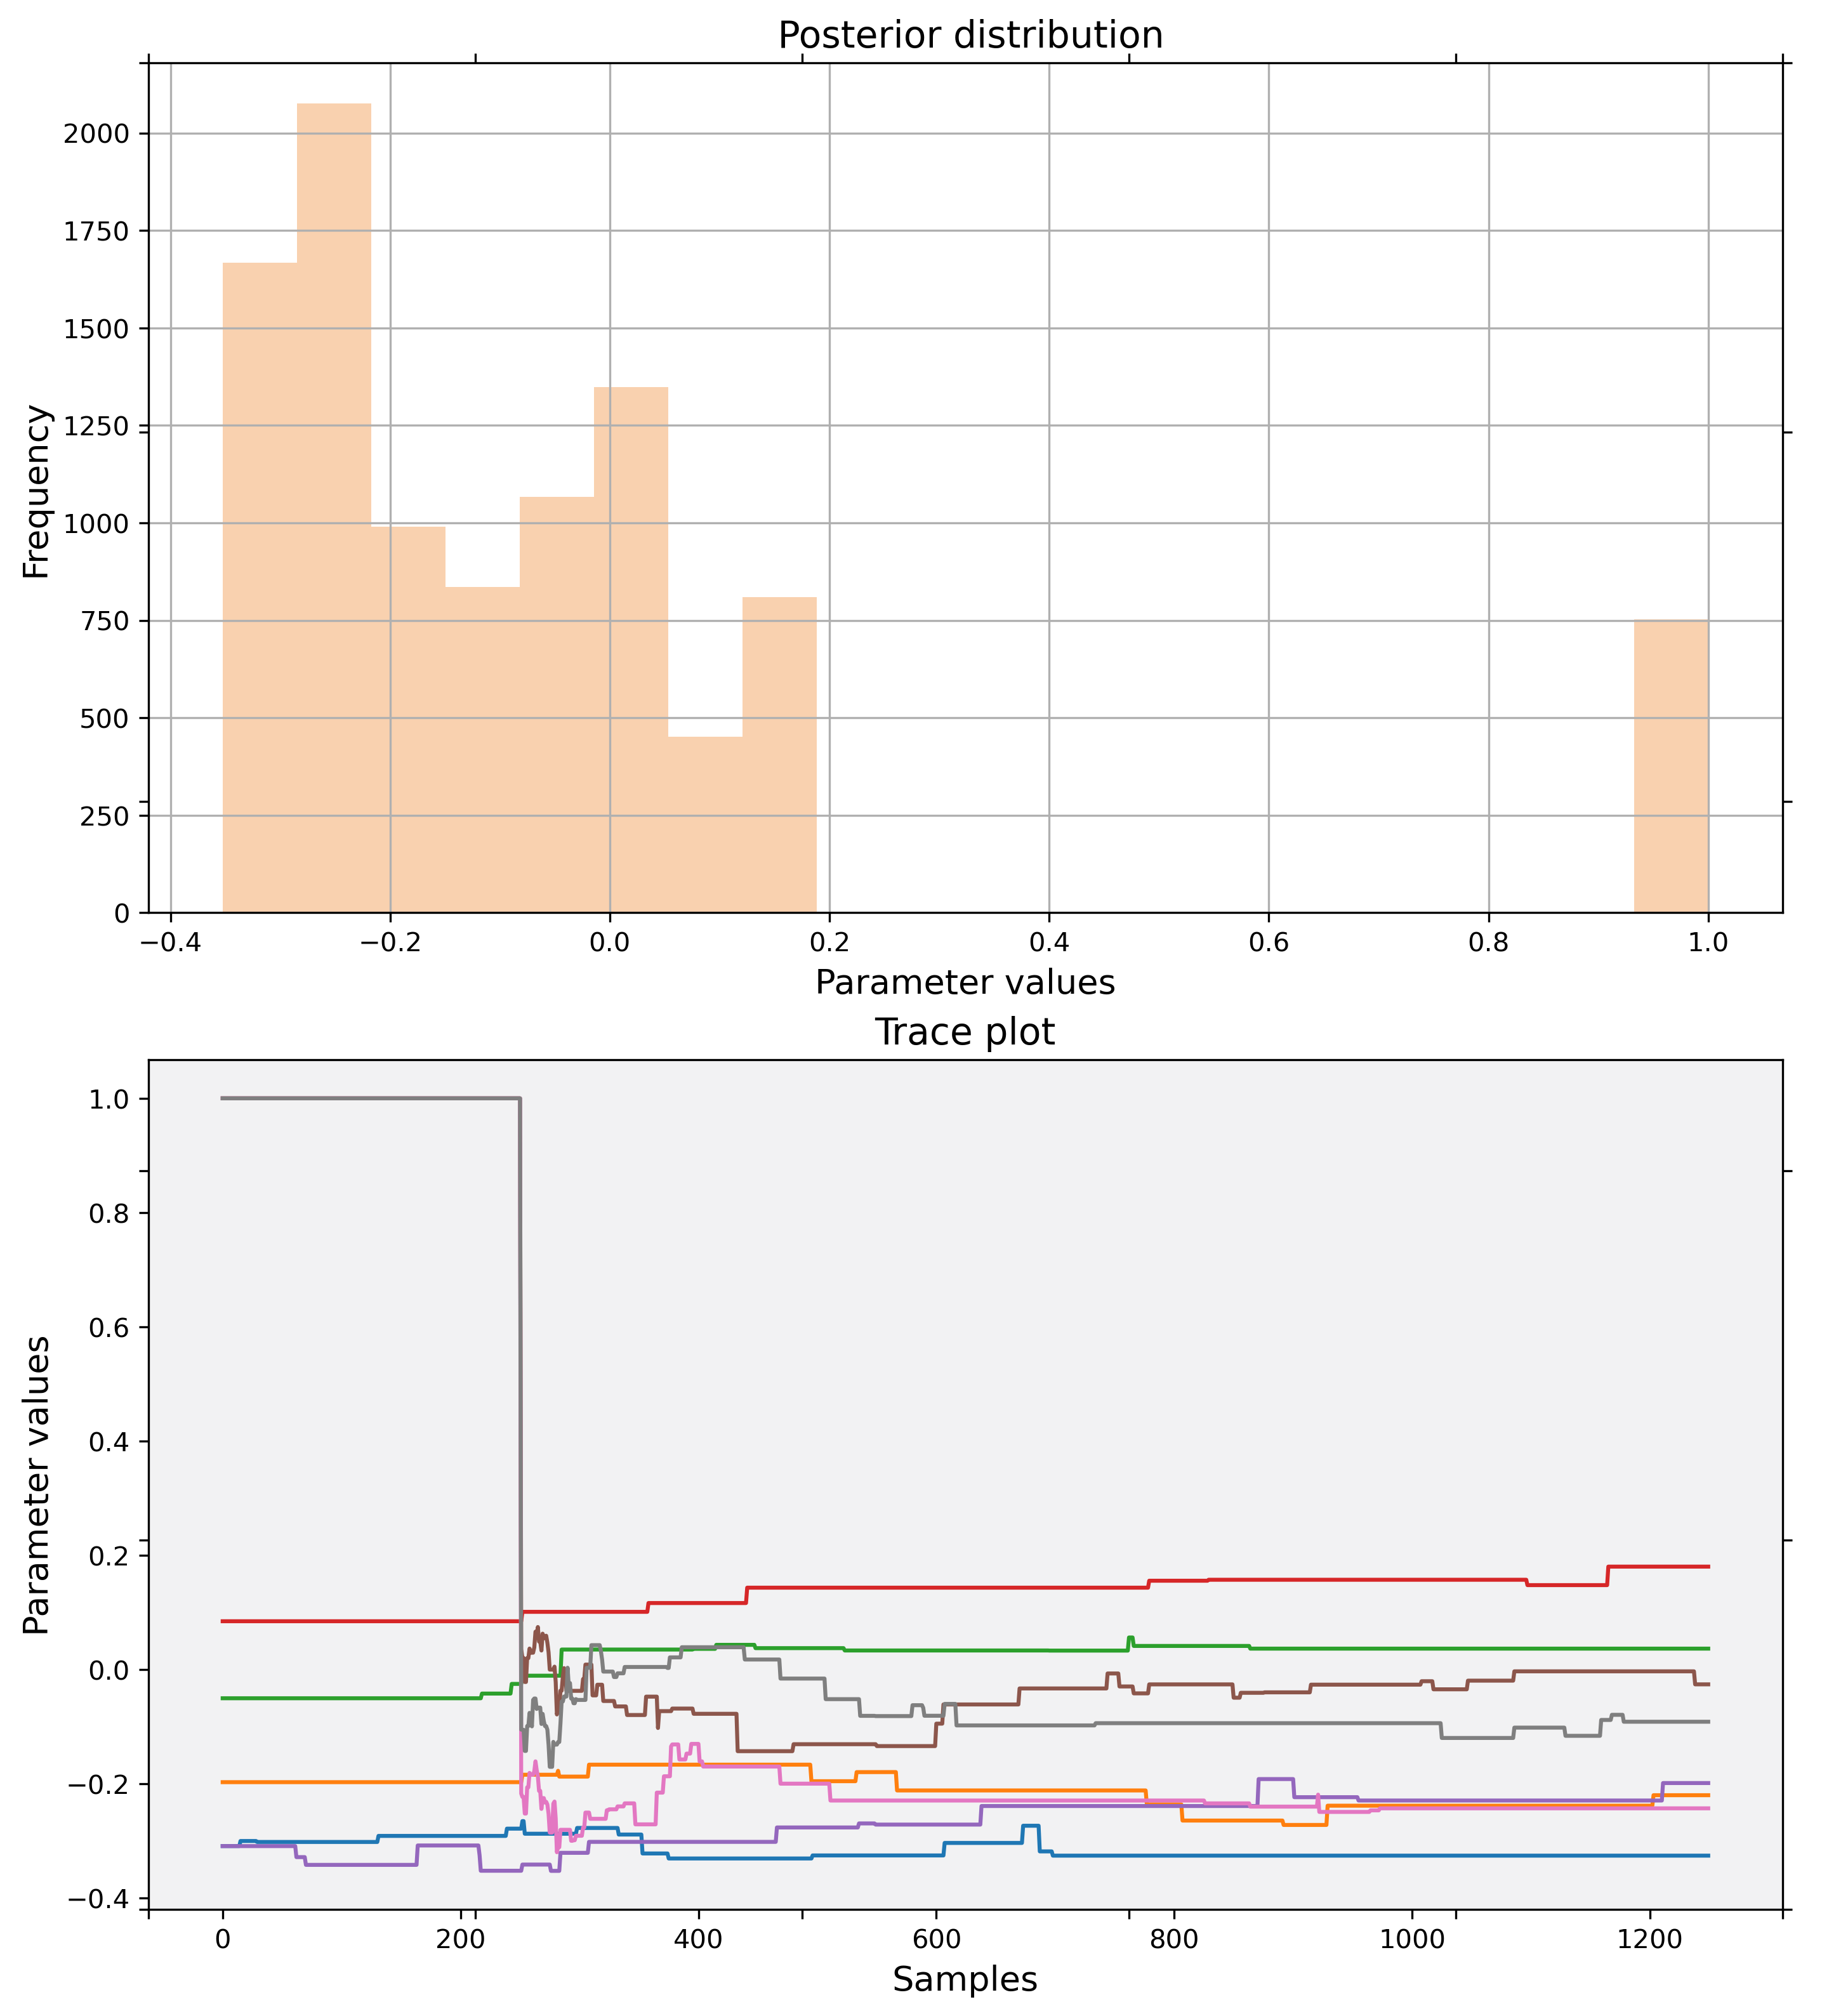 Posterior distribution
Frequency
2000
1750
1500
1250
1000
750
500
250
0
−0.4 −0.2 0.0 0.2 0.4 0.6 0.8 1.0
Parameter values
Trace plot
Parameter values
1.0
0.8
0.6
0.4
0.2
0.0
−0.2
−0.4
0 200 400 600 800 1000 1200
Samples